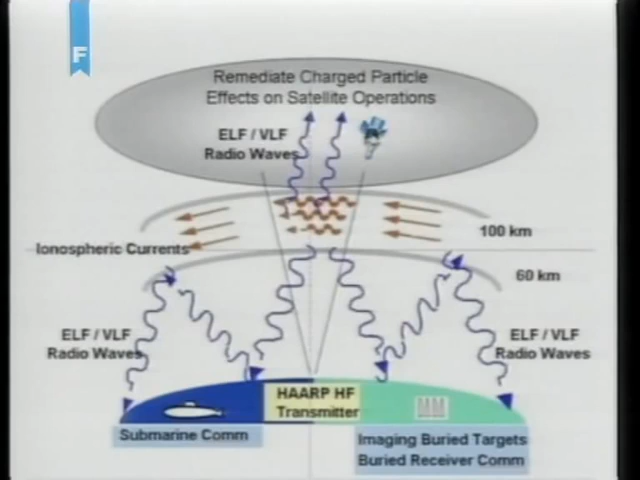 F
Remediate Charged Particle
Effects on Satellite Operations
ELF / VLF
Radio Waves
100 km
Ionospheric Currents
60 km
ELF / VLF
Radio Waves
ELF / VLF
Radio Waves
HAARP HF
Transmitter
Submarine Comm
Imaging Buried Targets
Buried Receiver Comm